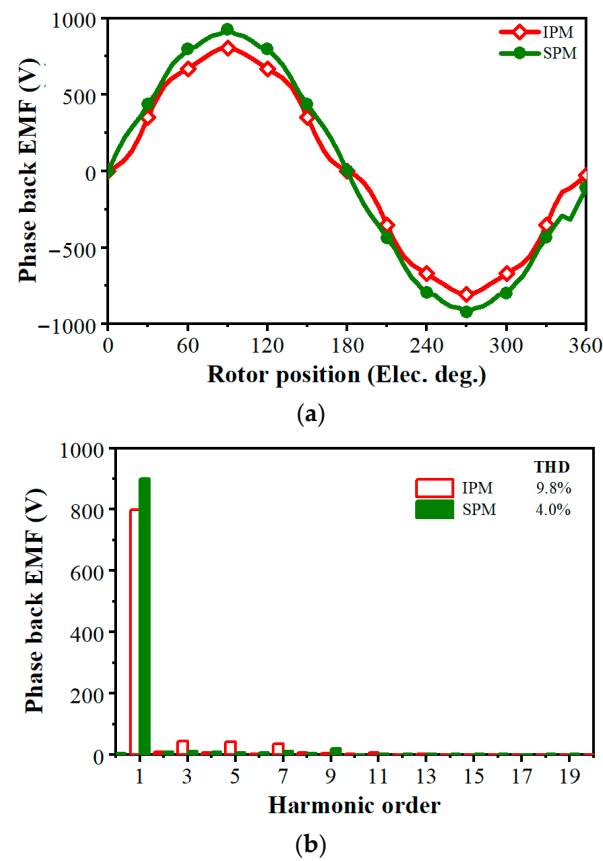 1000
500
0
−500
−1000
Phase back EMF (V)
IPM
SPM
0 60 120 180 240 300 360
Rotor position (Elec. deg.)
(a)
1000
800
600
400
200
0
Phase back EMF (V)
THD
IPM 9.8%
SPM 4.0%
1 3 5 7 9 11 13 15 17 19
Harmonic order
(b)